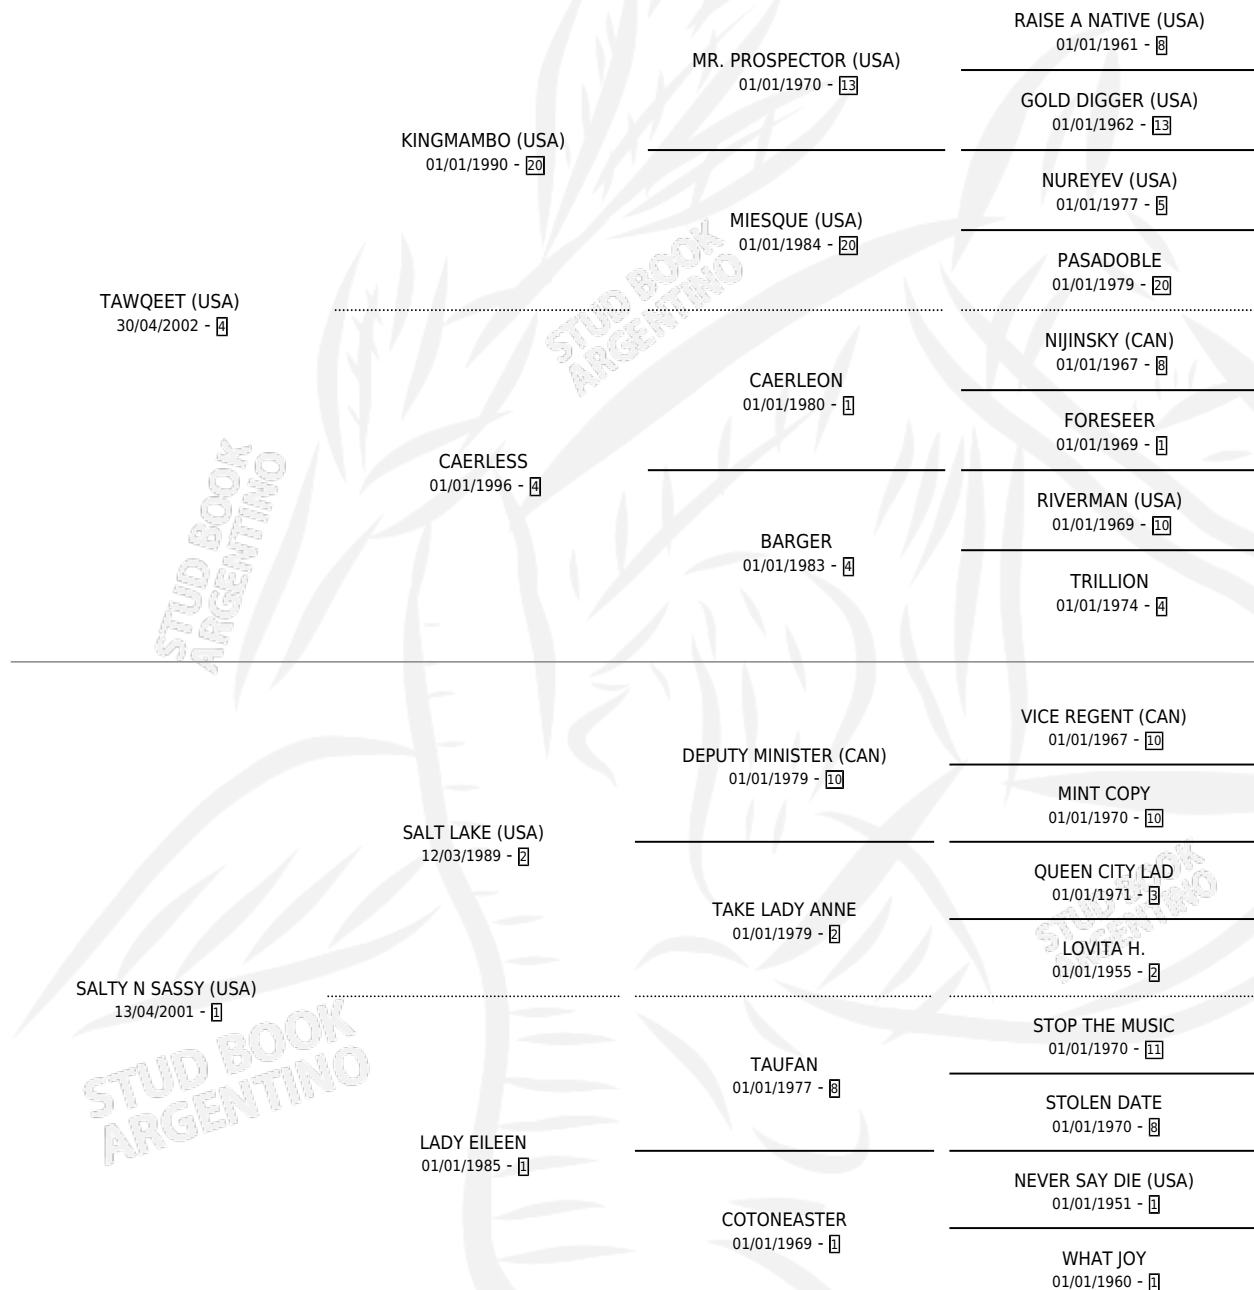 RAISE A NATIVE (USA)
01/01/1961 - 8
MR. PROSPECTOR (USA)
01/01/1970 - 13
GOLD DIGGER (USA)
01/01/1962 - 13
KINGMAMBO (USA)
01/01/1990 - 20
NUREYEV (USA)
01/01/1977 - 5
MIESQUE (USA)
01/01/1984 - 20
PASADOBLE
01/01/1979 - 20
TAWQEET (USA)
30/04/2002 - 4
NIJINSKY (CAN)
01/01/1967 - 8
CAERLEON
01/01/1980 - 1
FORESEER
01/01/1969 - 1
CAERLESS
01/01/1996 - 4
RIVERMAN (USA)
01/01/1969 - 10
BARGER
01/01/1983 - 4
TRILLION
01/01/1974 - 4
VICE REGENT (CAN)
01/01/1967 - 10
DEPUTY MINISTER (CAN)
01/01/1979 - 10
MINT COPY
01/01/1970 - 10
SALT LAKE (USA)
12/03/1989 - 2
QUEEN CITY LAD
01/01/1971 - 3
TAKE LADY ANNE
01/01/1979 - 2
LOVITA H.
01/01/1955 - 2
SALTY N SASSY (USA)
13/04/2001 - 1
STOP THE MUSIC
01/01/1970 - 11
TAUFAN
01/01/1977 - 8
STOLEN DATE
01/01/1970 - 8
LADY EILEEN
01/01/1985 - 1
NEVER SAY DIE (USA)
01/01/1951 - 1
COTONEASTER
01/01/1969 - 1
WHAT JOY
01/01/1960 - 1
STUD BOOK
ARGENTINO
STUD BOOK
ARGENTINO
STUD BOOK
ARGENTINO
STUD BOOK
ARGENTINO